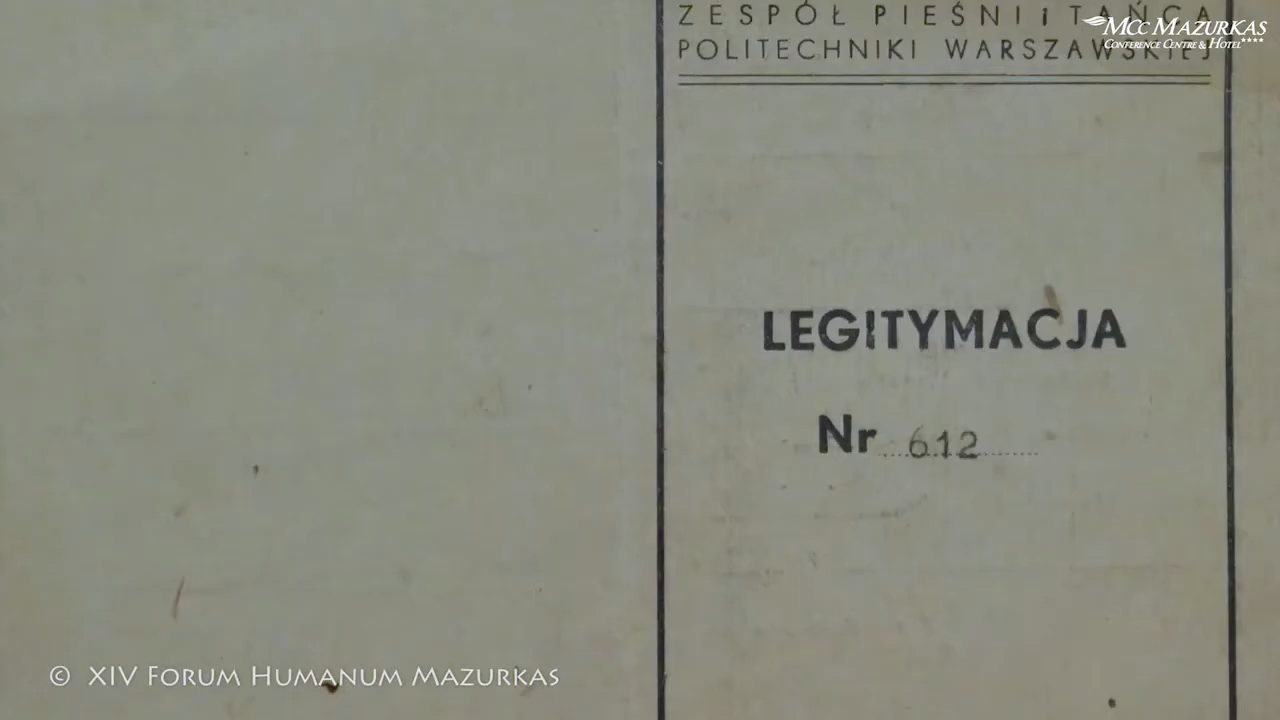 ZESPÓŁ PIEŚNI i TAŃCA
POLITECHNIKI WARSZAWSKIEJ
MCC MAZURKAS
CONFERENCE CENTRE & HOTEL****
LEGITYMACJA
Nr 612
© XIV FORUM HUMANUM MAZURKAS